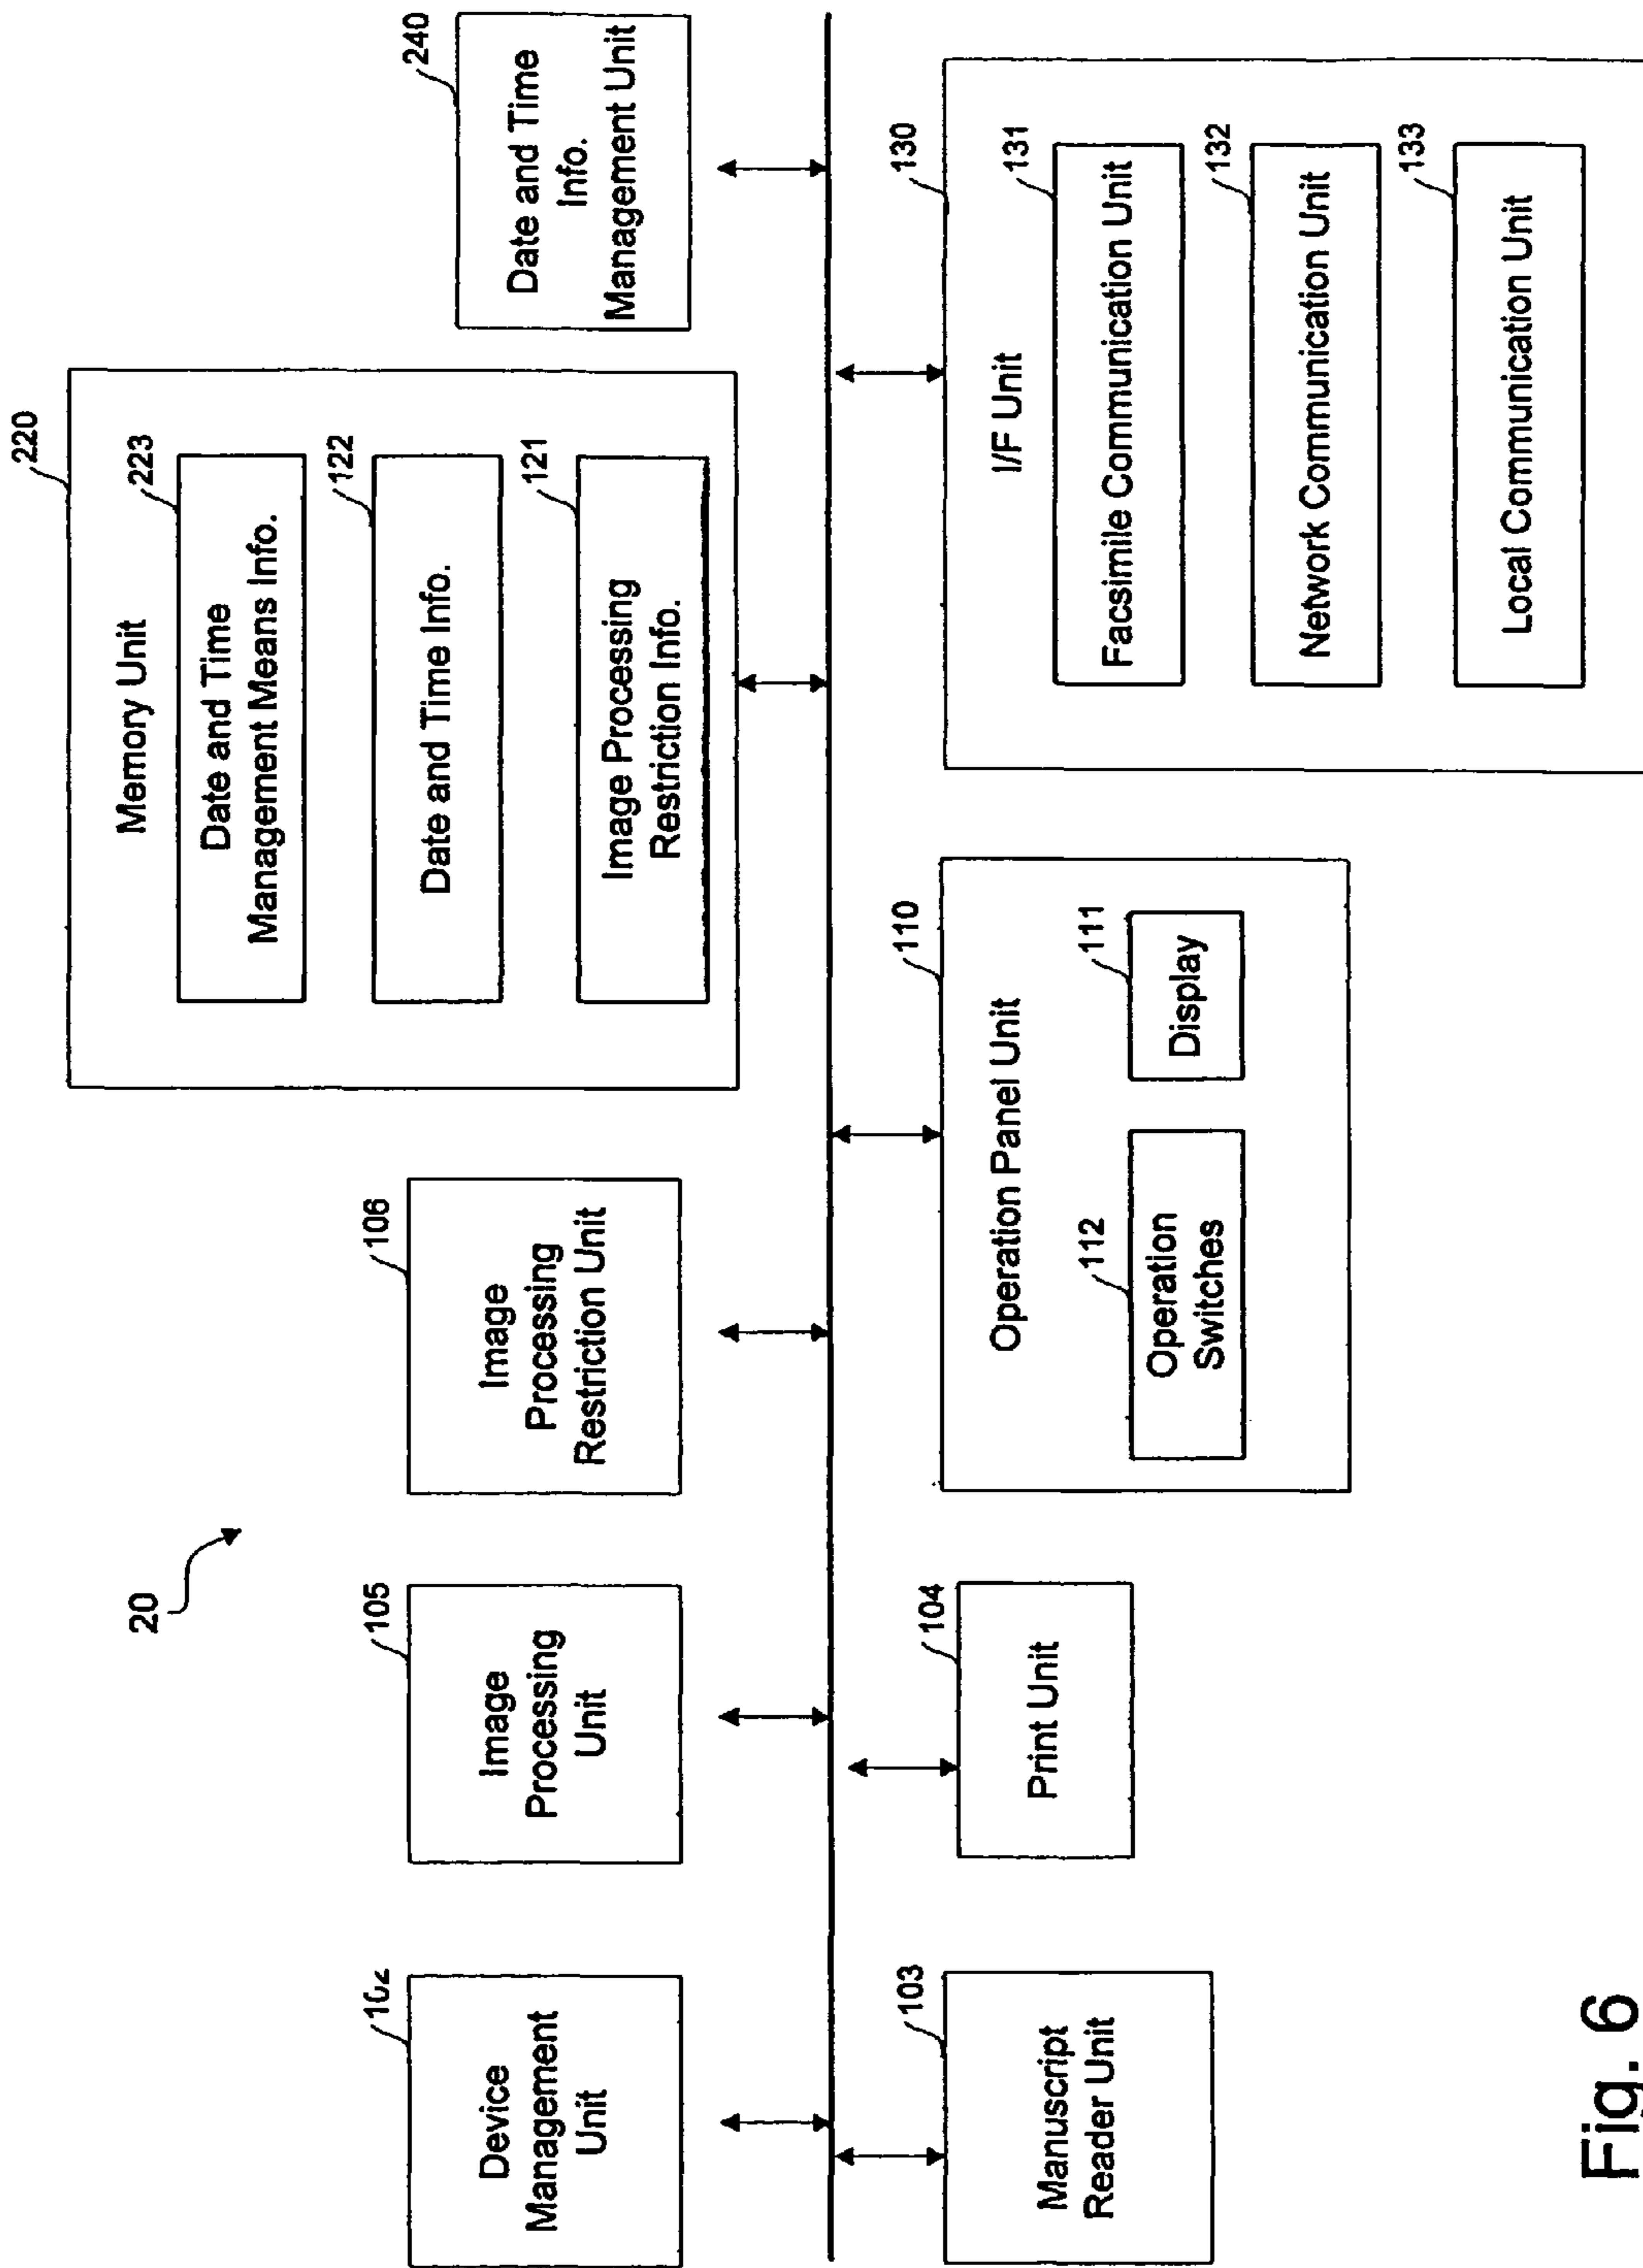 20
102
Device
Management
Unit
105
Image
Processing
Unit
106
Image
Processing
Restriction Unit
220
Memory Unit
223
Date and Time
Management Means Info.
122
Date and Time Info.
121
Image Processing
Restriction Info.
240
Date and Time
Info.
Management Unit
103
Manuscript
Reader Unit
104
Print Unit
110
Operation Panel Unit
112
Operation
Switches
111
Display
130
I/F Unit
131
Facsimile Communication Unit
132
Network Communication Unit
133
Local Communication Unit
Fig. 6